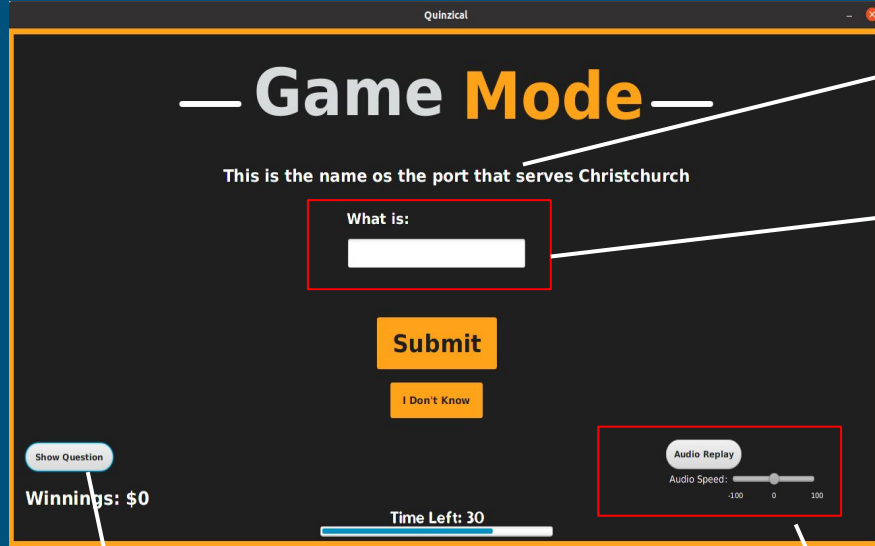 Quinzical
Game Mode
This is the name os the port that serves Christchurch
What is:
Submit
I Don't Know
Show Question
Audio Replay
Audio Speed:
-100 0 100
Winnings: $0
Time Left: 30